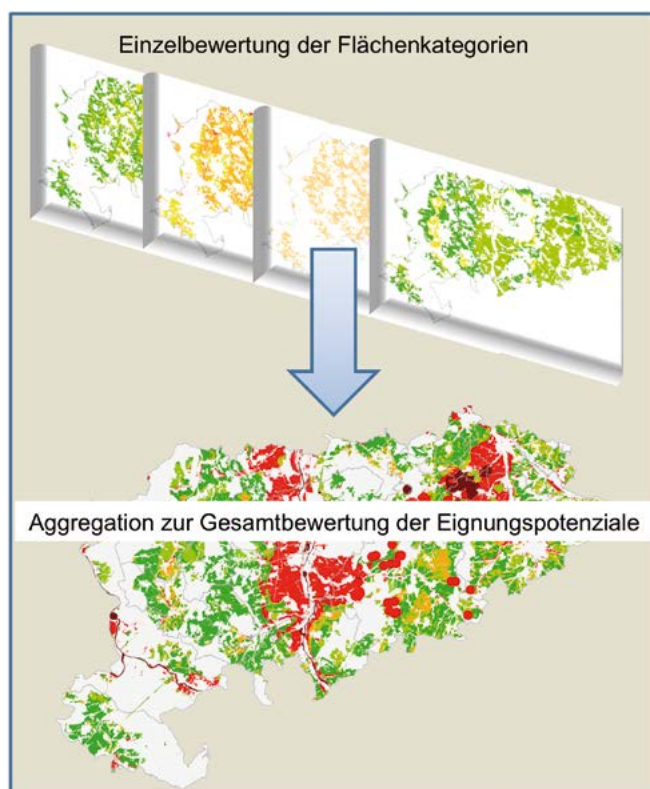 Einzelbewertung der Flächenkategorien
Aggregation zur Gesamtbewertung der Eignungspotenziale